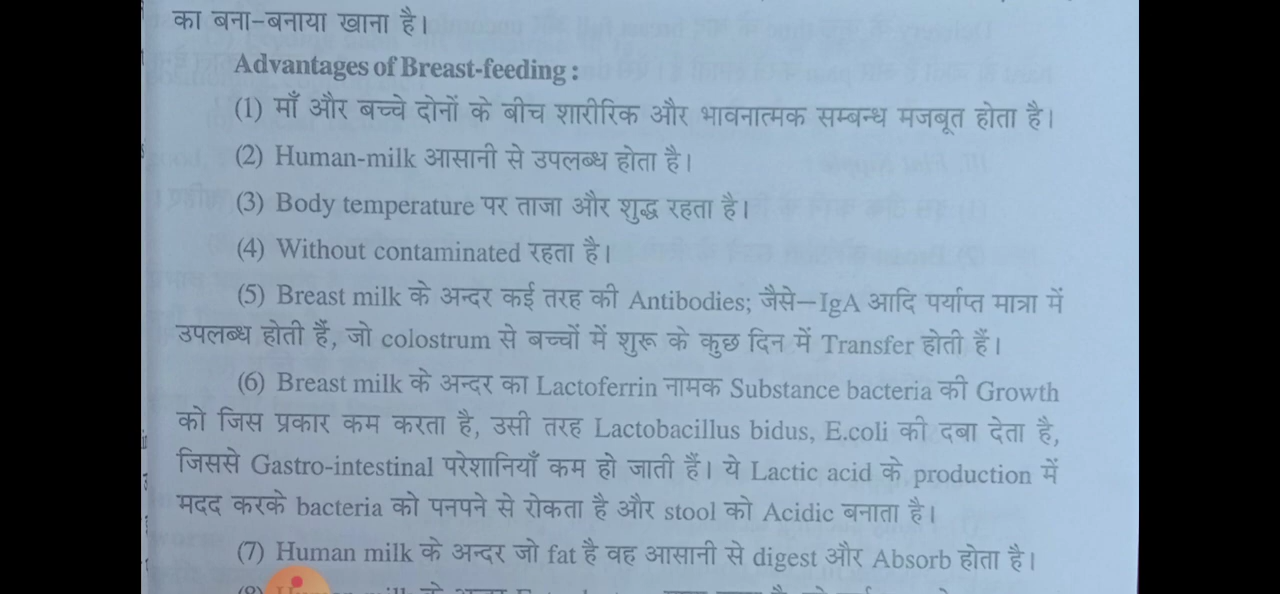 का बना-बनाया खाना है।
Advantages of Breast-feeding :
(1) माँ और बच्चे दोनों के बीच शारीरिक और भावनात्मक सम्बन्ध मजबूत होता है।
(2) Human-milk आसानी से उपलब्ध होता है।
(3) Body temperature पर ताजा और शुद्ध रहता है।
(4) Without contaminated रहता है।
(5) Breast milk के अन्दर कई तरह की Antibodies; जैसे—IgA आदि पर्याप्त मात्रा में
उपलब्ध होती हैं, जो colostrum से बच्चों में शुरू के कुछ दिन में Transfer होती हैं।
(6) Breast milk के अन्दर का Lactoferrin नामक Substance bacteria की Growth
को जिस प्रकार कम करता है, उसी तरह Lactobacillus bidus, E.coli की दबा देता है,
जिससे Gastro-intestinal परेशानियाँ कम हो जाती हैं। ये Lactic acid के production में
मदद करके bacteria को पनपने से रोकता है और stool को Acidic बनाता है।
(7) Human milk के अन्दर जो fat है वह आसानी से digest और Absorb होता है।